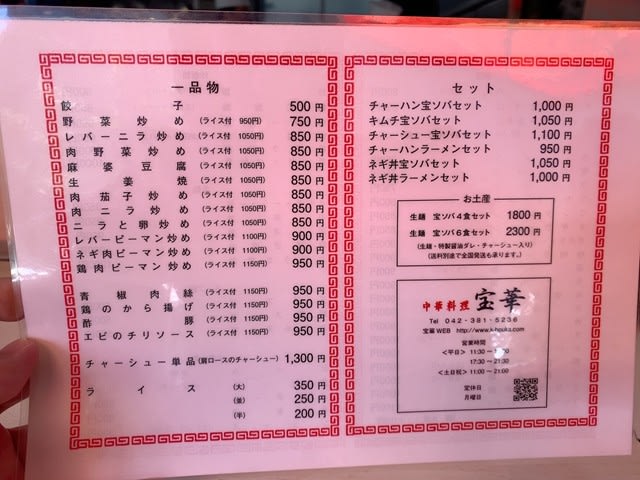 一品物
餃子 500円
野菜炒め (ライス付 950円) 750円
レバーニラ炒め (ライス付 1050円) 850円
肉野菜炒め (ライス付 1050円) 850円
麻婆豆腐 (ライス付 1050円) 850円
生姜焼 (ライス付 1050円) 850円
肉茄子炒め (ライス付 1050円) 850円
肉ニラ炒め (ライス付 1050円) 850円
ニラと卵炒め (ライス付 1050円) 850円
レバーピーマン炒め (ライス付 1100円) 900円
ネギ肉ピーマン炒め (ライス付 1100円) 900円
鶏肉ピーマン炒め (ライス付 1150円) 950円
青椒肉絲 (ライス付 1150円) 950円
鶏のから揚げ (ライス付 1150円) 950円
酢豚 (ライス付 1150円) 950円
エビのチリソース (ライス付 1150円) 950円
チャーシュー単品 (肩ロースのチャーシュー) 1,300円
ライス (大) 350円
(並) 250円
(半) 200円
セット
チャーハン宝ソバセット 1,000円
キムチ宝ソバセット 1,050円
チャーシュー宝ソバセット 1,100円
チャーハンラーメンセット 950円
ネギ丼宝ソバセット 1,050円
ネギ丼ラーメンセット 1,000円
お土産
生麺 宝ソバ4食セット 1800円
生麺 宝ソバ6食セット 2300円
(生麺・特製醤油ダレ・チャーシュー入り)
(送料別途で全国発送も承ります。)
中華料理 宝華
Tel 042-381-5236
宝華WEB http://www.k-houka.com
営業時間
<平日> 11:30～
17:30～21:30
<土日祝> 11:00～21:00
定休日
月曜日